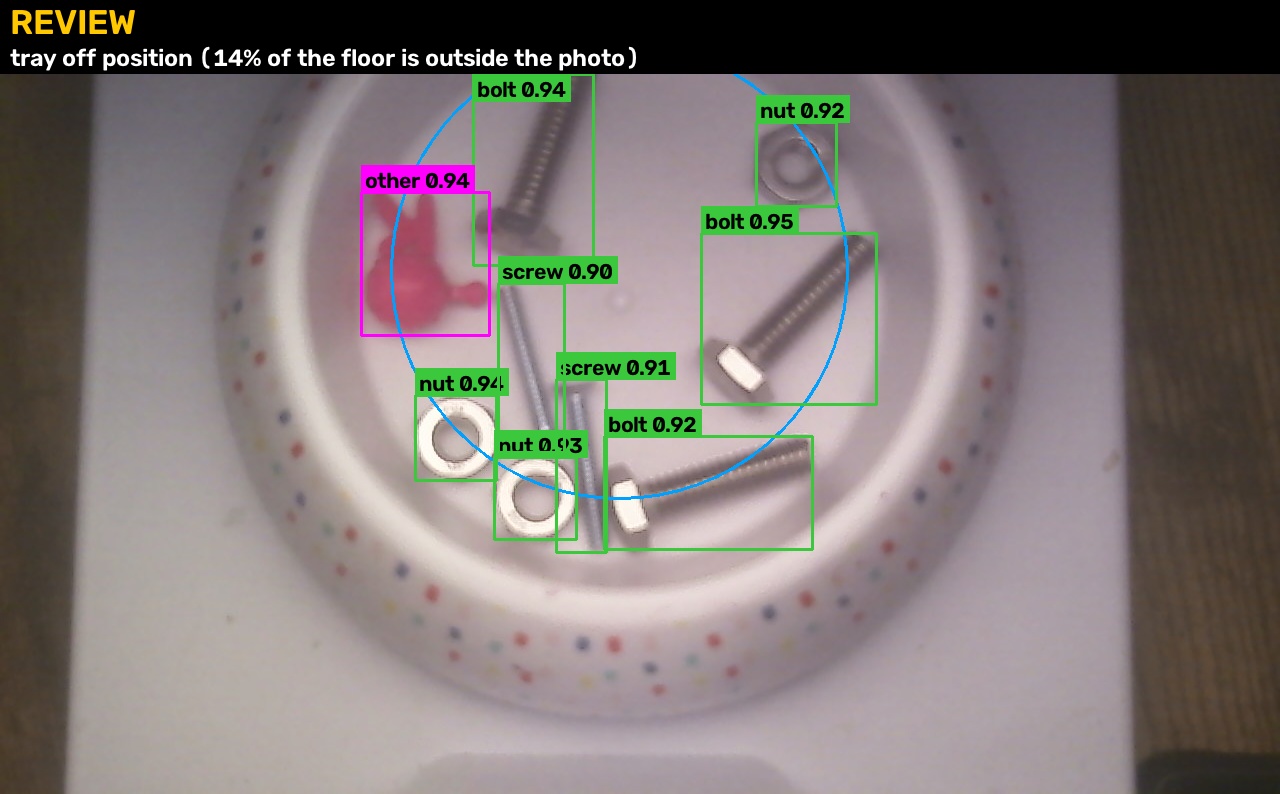 REVIEW
tray off position (14% of the floor is outside the photo)
bolt 0.94
nut 0.92
other 0.94
bolt 0.95
screw 0.90
screw 0.91
nut 0.94
bolt 0.92
nut 0.93